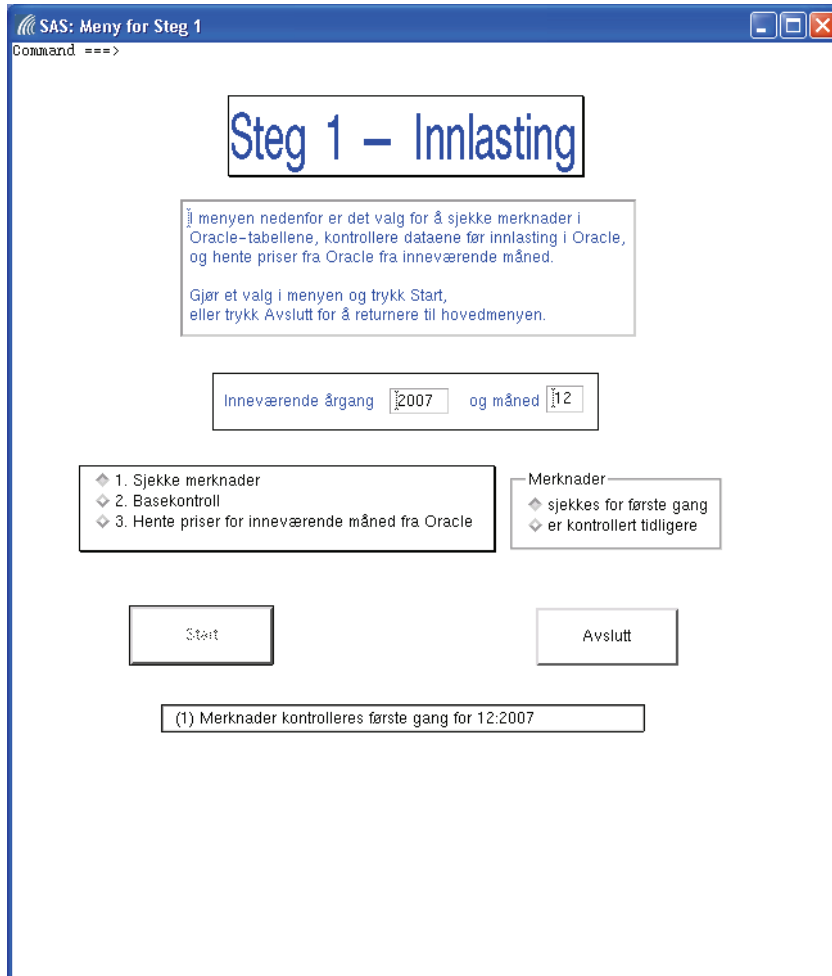 SAS: Meny for Steg 1
Command ===>
Steg 1 – Innlasting
I menyen nedenfor er det valg for å sjekke merknader i
Oracle-tabellene, kontrollere dataene før innlasting i Oracle,
og hente priser fra Oracle fra inneværende måned.
Gjør et valg i menyen og trykk Start,
eller trykk Avslutt for å returnere til hovedmenyen.
Inneværende årgang 2007 og måned 12
1. Sjekke merknader
2. Basekontroll
3. Hente priser for inneværende måned fra Oracle
Merknader
sjekkes for første gang
er kontrollert tidligere
Start
Avslutt
(1) Merknader kontrolleres første gang for 12:2007